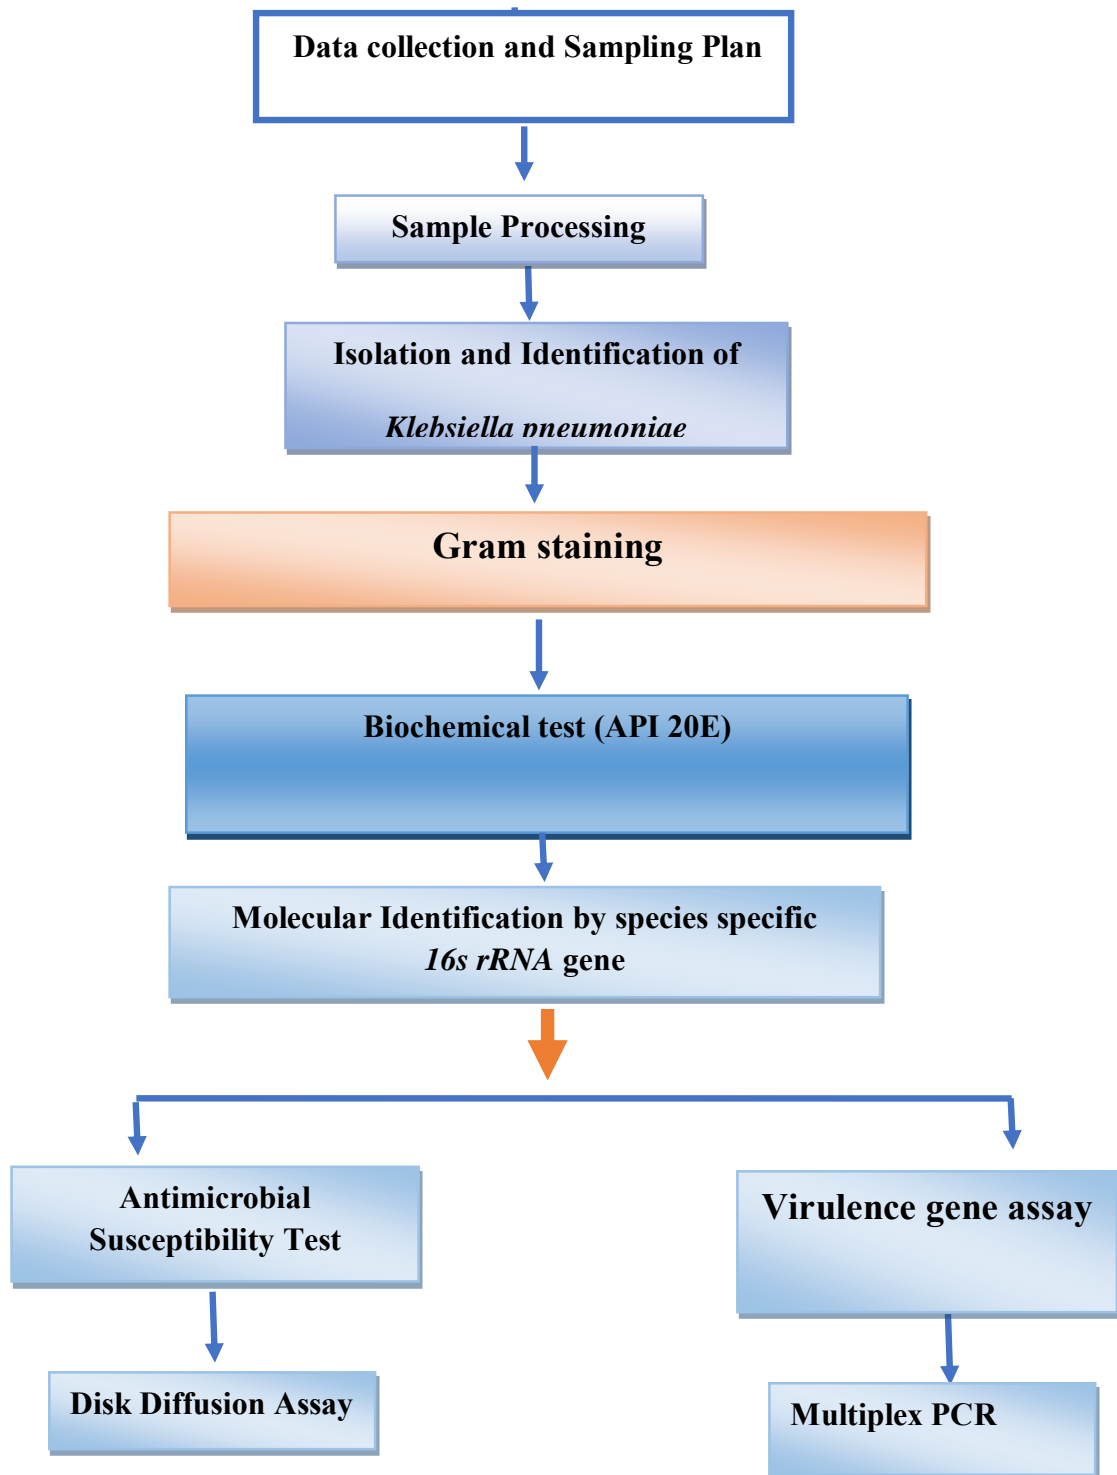 Data collection and Sampling Plan
Sample Processing
Isolation and Identification of
Klebsiella pneumoniae
Gram staining
Biochemical test (API 20E)
Molecular Identification by species specific
16s rRNA gene
Antimicrobial
Susceptibility Test
Virulence gene assay
Disk Diffusion Assay
Multiplex PCR